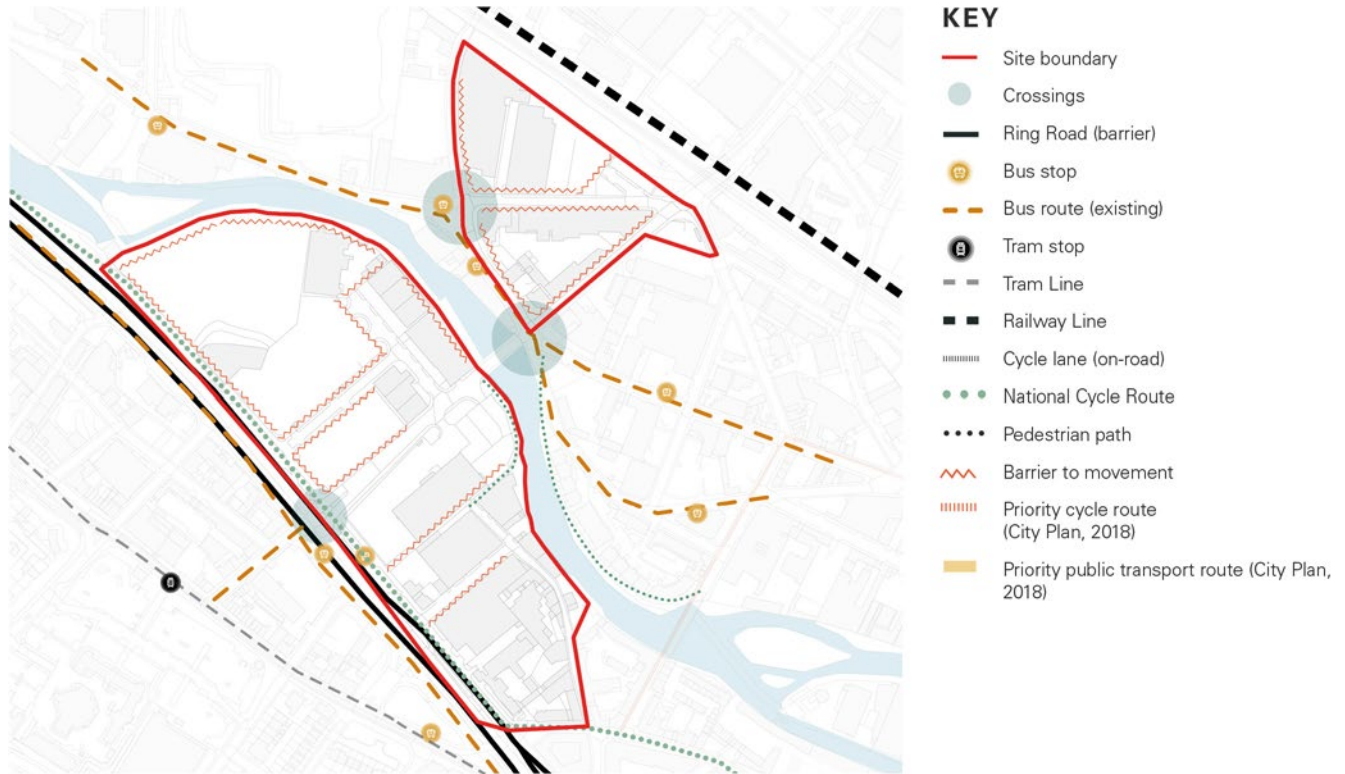 KEY
Site boundary
Crossings
Ring Road (barrier)
Bus stop
Bus route (existing)
Tram stop
Tram Line
Railway Line
Cycle lane (on-road)
National Cycle Route
Pedestrian path
Barrier to movement
Priority cycle route
(City Plan, 2018)
Priority public transport route (City Plan,
2018)